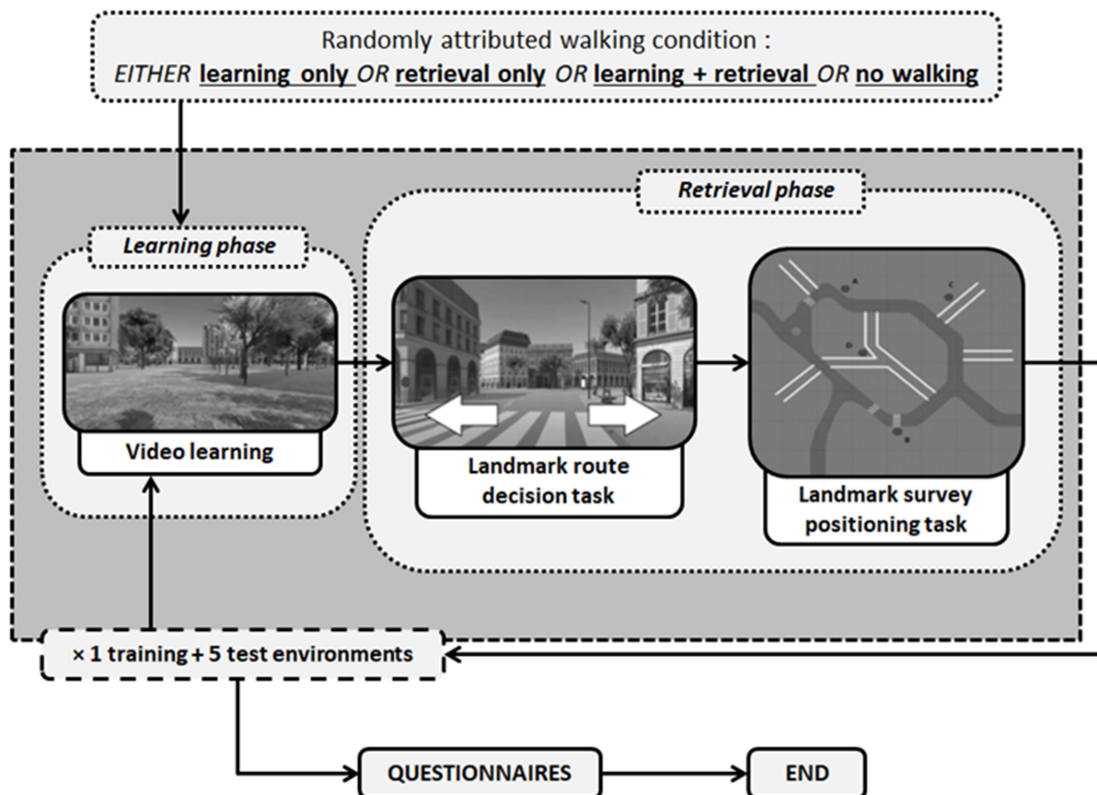 Randomly attributed walking condition :
EITHER learning only OR retrieval only OR learning + retrieval OR no walking
Retrieval phase
Learning phase
A
C
D
B
Video learning
Landmark route
decision task
Landmark survey
positioning task
× 1 training + 5 test environments
QUESTIONNAIRES
END